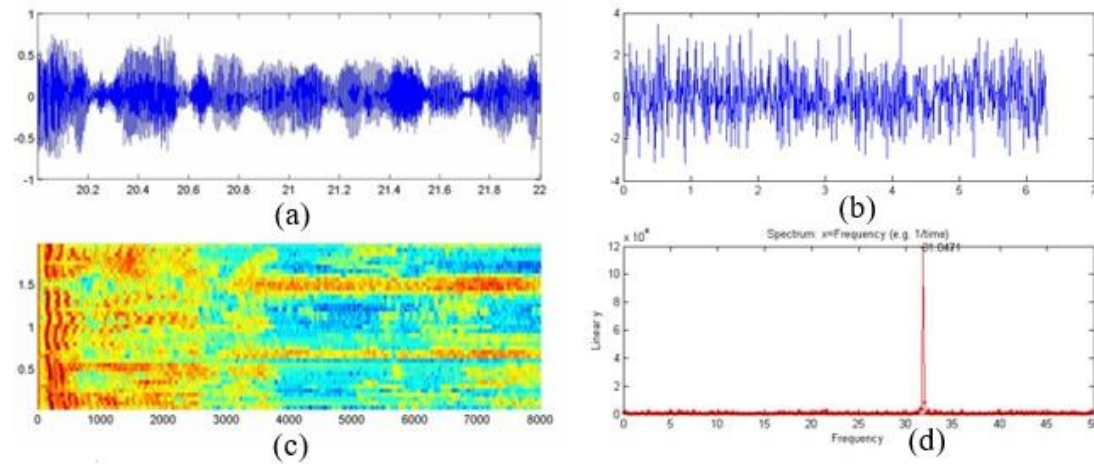 1
0.5
0
-0.5
-1
20.2 20.4 20.6 20.8 21 21.2 21.4 21.6 21.8 22
(a)
4
2
0
-2
-4
0 1 2 3 4 5 6 7
(b)
1.5
1
0.5
0 1000 2000 3000 4000 5000 6000 7000 8000
(c)
Spectrum: x=Frequency (e.g. 1/time)
x 10
12
10
8
6
4
2
0
Linear y
0 5 10 15 20 25 30 35 40 45 50
Frequency
(d)